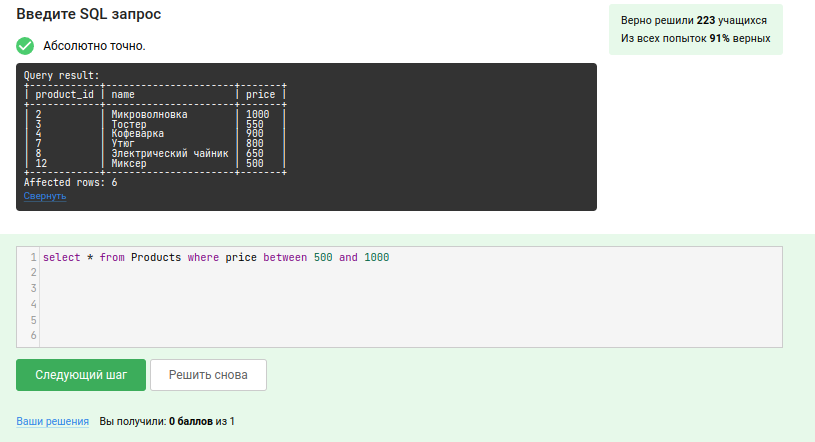 Введите SQL запрос
Верно решили 223 учащихся
Из всех попыток 91% верных
Абсолютно точно.
Query result:
+------------+----------------------+-------+
| product_id | name                 | price |
+------------+----------------------+-------+
| 2          | Микроволновка        | 1000  |
| 3          | Тостер               | 550   |
| 4          | Кофеварка            | 900   |
| 7          | Утюг                 | 800   |
| 8          | Электрический чайник | 650   |
| 12         | Миксер               | 500   |
+------------+----------------------+-------+
Affected rows: 6
Свернуть
1 select * from Products where price between 500 and 1000
2
3
4
5
6
Следующий шаг Решить снова
Ваши решения Вы получили: 0 баллов из 1